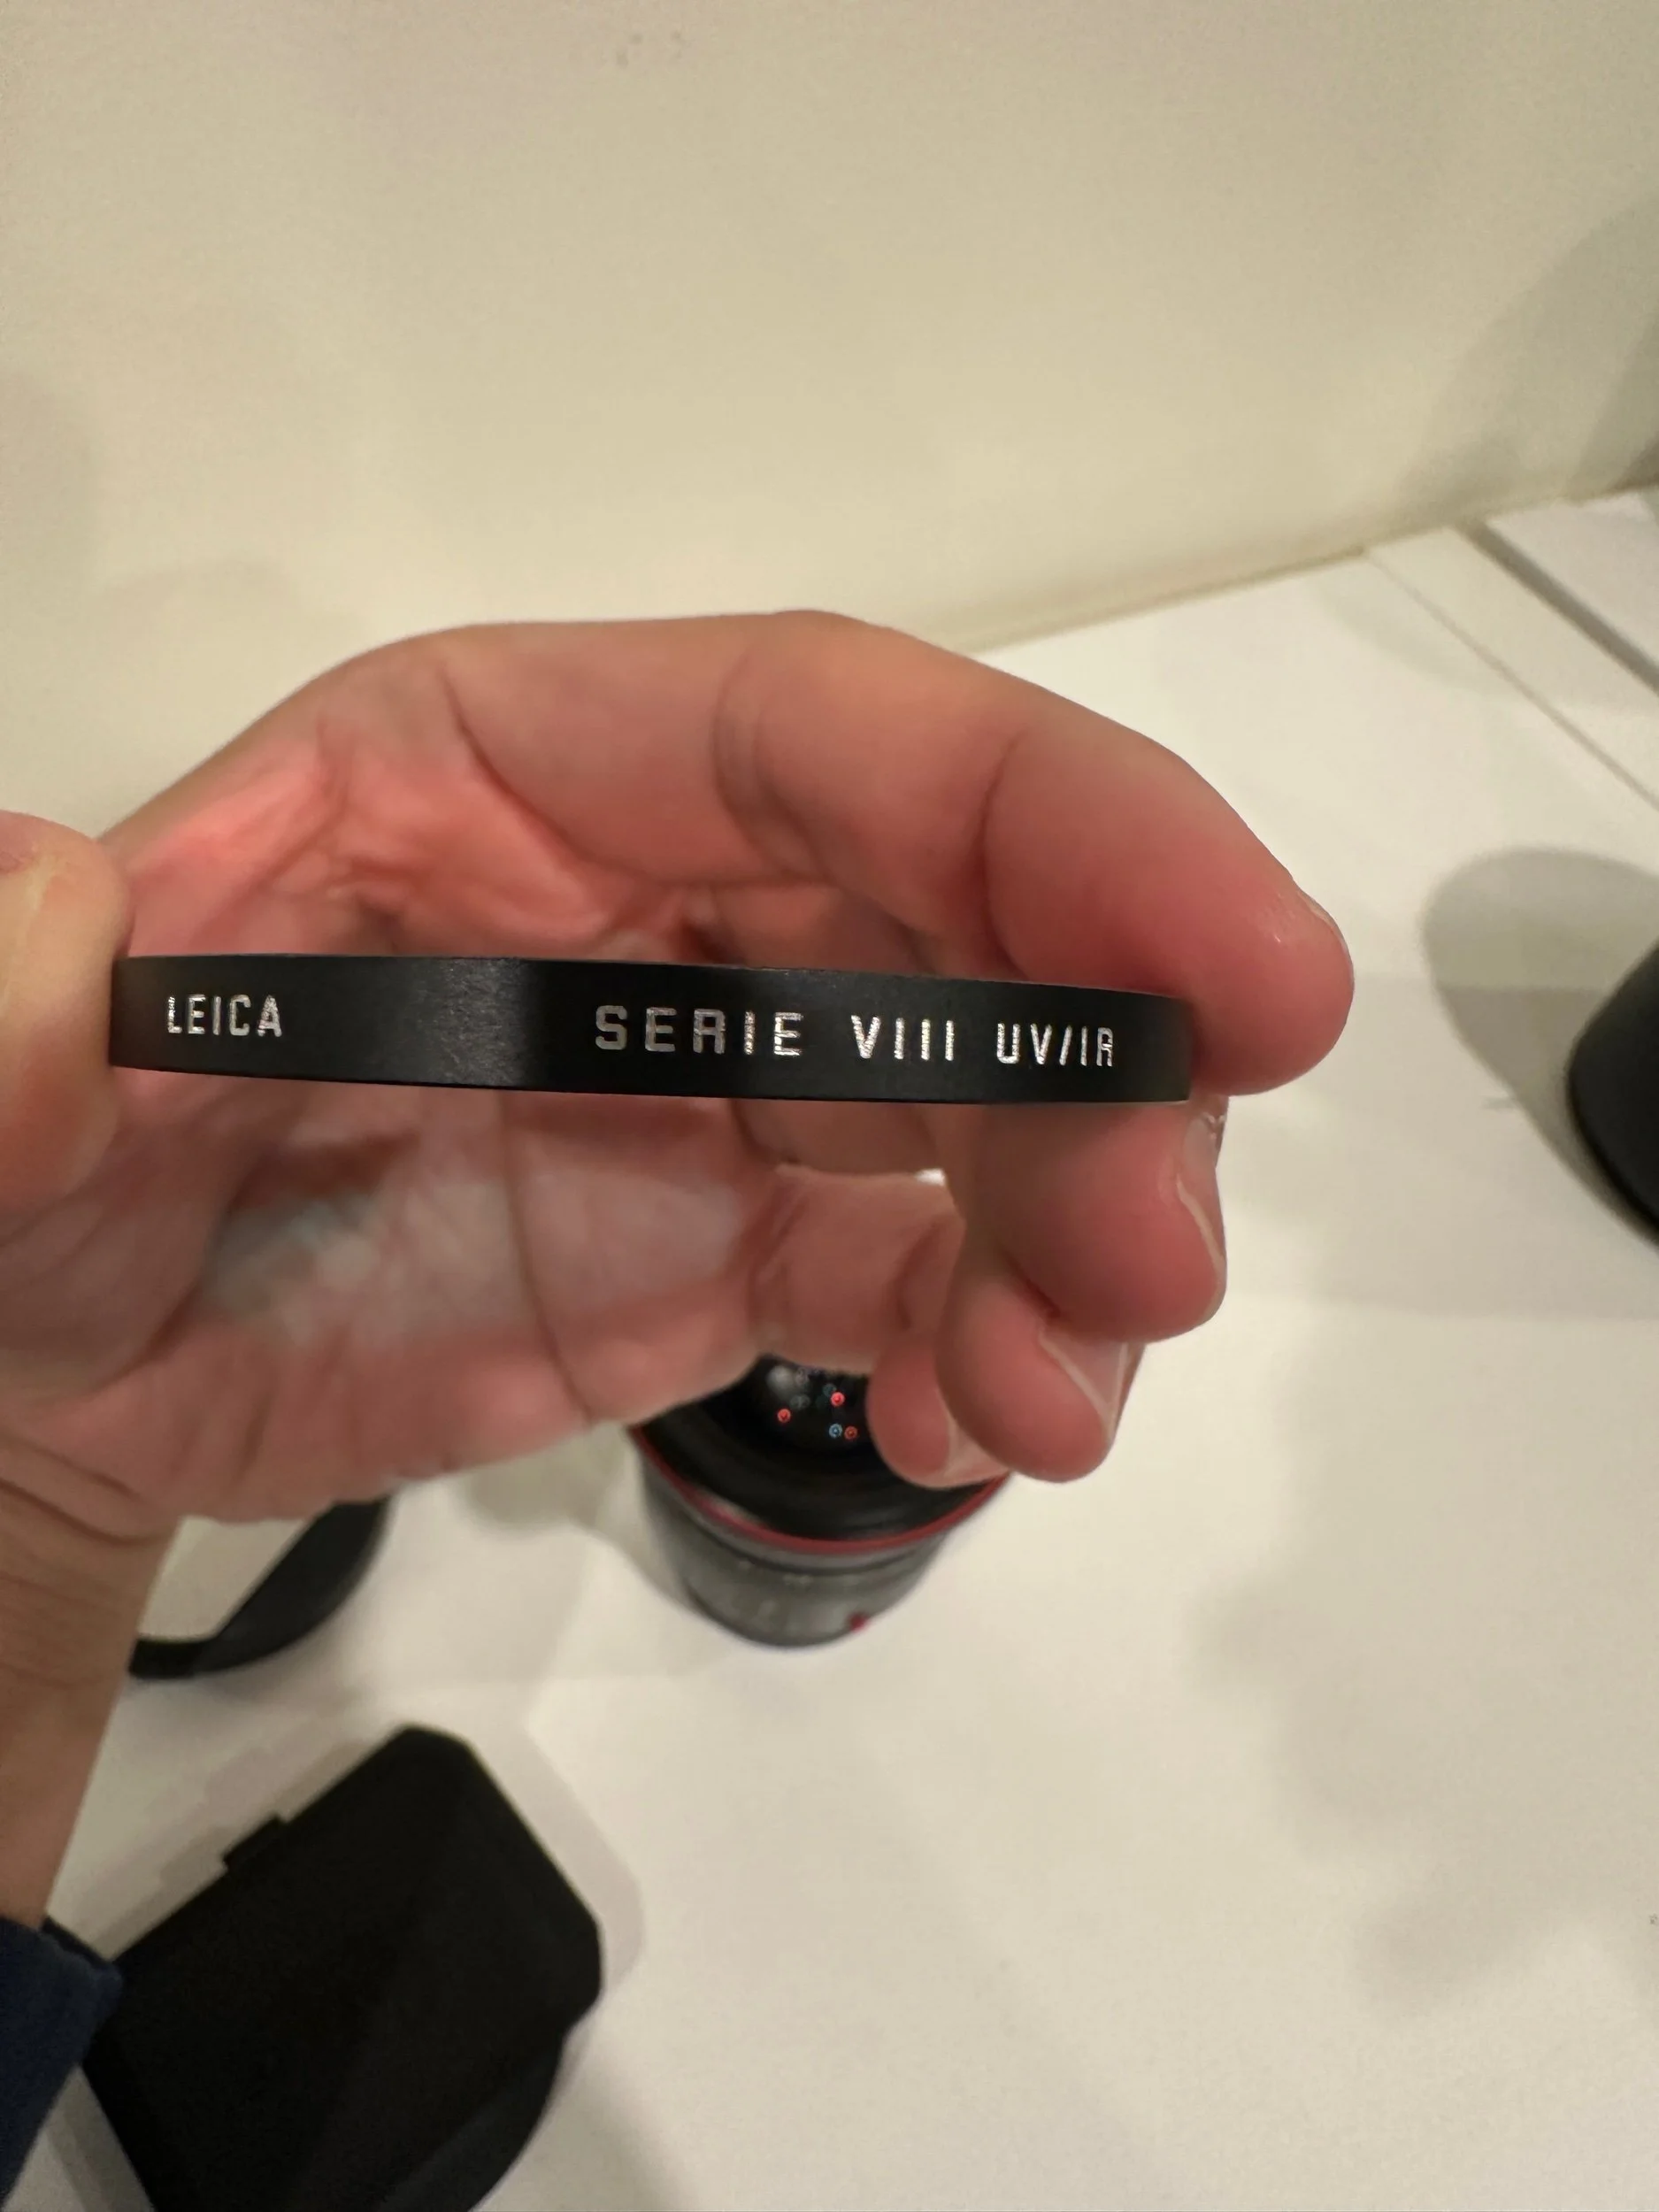 LEICA SERIE VIII UV/IR